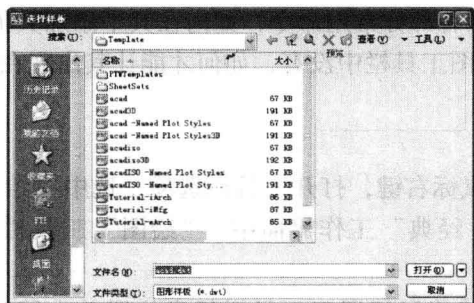 选择样板
搜索(I):
Template
查看(V)
工具(L)
名称
大小
预览
PTWTemplates
SheetSets
acad 67 KB
acad3D 191 KB
acad -Named Plot Styles 67 KB
acad -Named Plot Styles3D 191 KB
acadiso 67 KB
acadiso3D 192 KB
acadISO -Named Plot Styles 67 KB
acadISO -Named Plot Sty... 191 KB
Tutorial-iArch 86 KB
Tutorial-iMfg 87 KB
Tutorial-mArch 65 KB
历史记录
我的文档
收藏夹
FTP
桌面
文件名(N):
acad.dwt
打开(O)
文件类型(T):
图形样板 (*.dwt)
取消